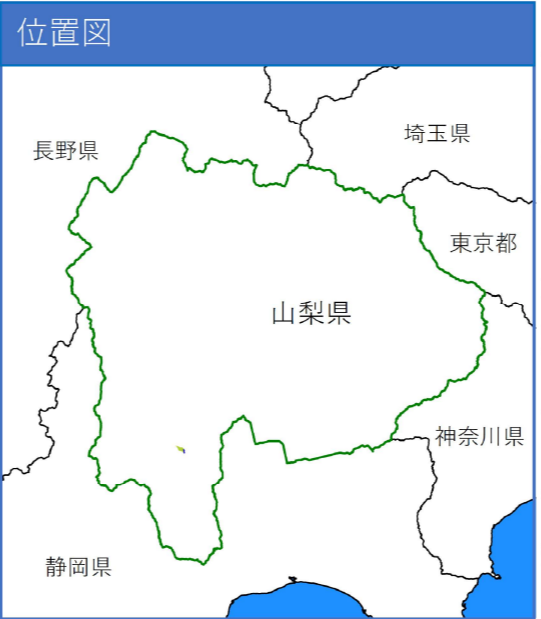 位置図
長野県
埼玉県
東京都
山梨県
神奈川県
静岡県